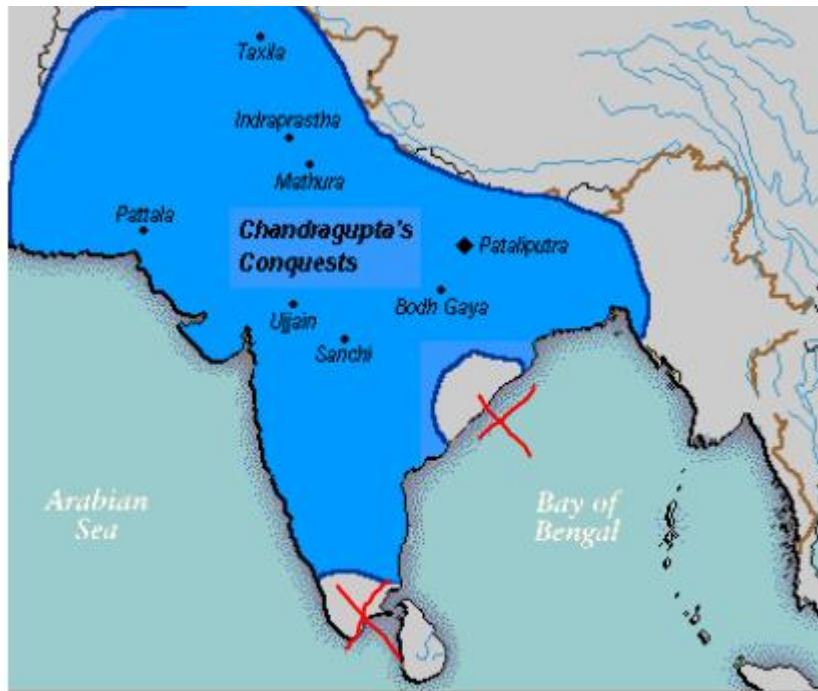 Taxila
Indraprastha
Mathura
Pattala
Chandragupta's
Conquests
Pataliputra
Bodh Gaya
Ujjain
Sanchi
Arabian
Sea
Bay of
Bengal